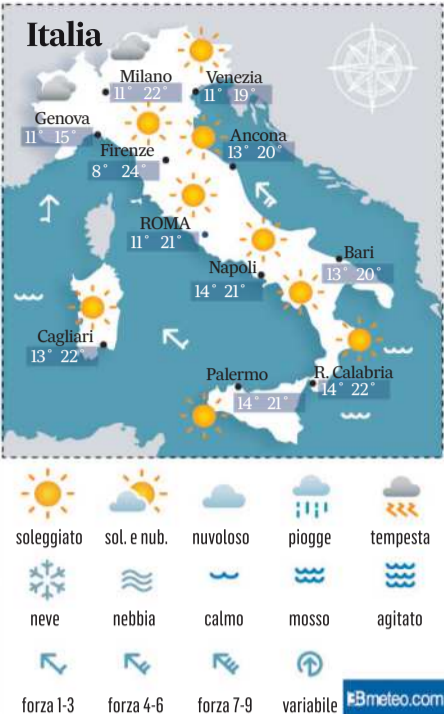 Italia
Milano
11° 22°
Venezia
11° 19°
Genova
11° 15°
Firenze
8° 24°
Ancona
13° 20°
ROMA
11° 21°
Napoli
14° 21°
Bari
13° 20°
Cagliari
13° 22°
Palermo
14° 21°
R. Calabria
14° 22°
soleggiato sol. e nub. nuvoloso piogge tempesta
neve nebbia calmo mosso agitato
forza 1-3 forza 4-6 forza 7-9 variabile
3Bmeteo.com